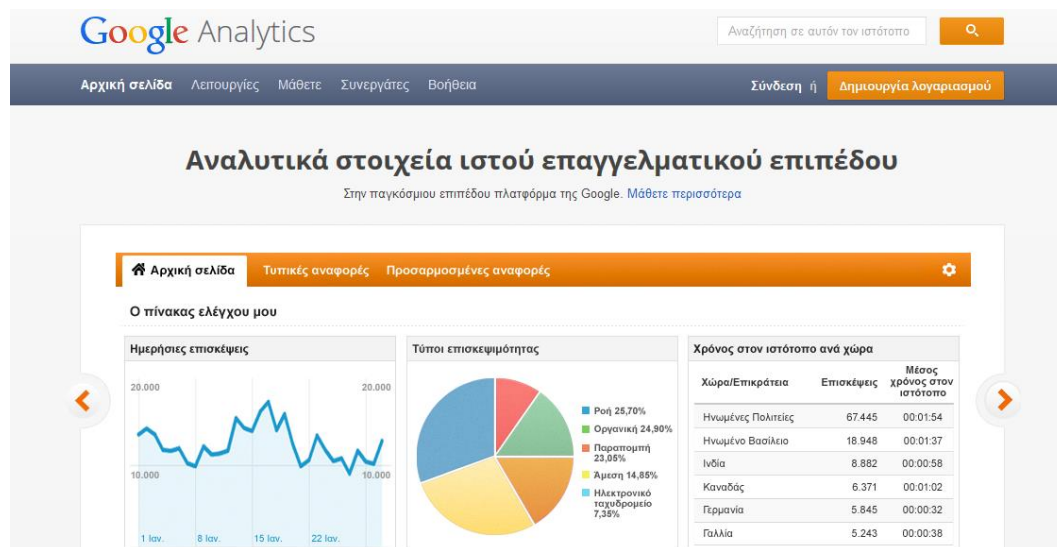 Google Analytics
Αναζήτηση σε αυτόν τον ιστότοπο
Αρχική σελίδα Λειτουργίες Μάθετε Συνεργάτες Βοήθεια
Σύνδεση ή Δημιουργία λογαριασμού
Αναλυτικά στοιχεία ιστού επαγγελματικού επιπέδου
Στην παγκόσμιου επιπέδου πλατφόρμα της Google. Μάθετε περισσότερα
Αρχική σελίδα Τυπικές αναφορές Προσαρμοσμένες αναφορές
Ο πίνακας ελέγχου μου
Ημερήσιες επισκέψεις
20.000 20.000
10.000 10.000
1 Ιαν. 8 Ιαν. 15 Ιαν. 22 Ιαν.
Τύποι επισκεψιμότητας
Ροή 25,70%
Οργανική 24,90%
Παραπομπή
23,05%
Άμεση 14,85%
Ηλεκτρονικό
ταχυδρομείο
7,35%
Χρόνος στον ιστότοπο ανά χώρα
Χώρα/Επικράτεια Επισκέψεις Μέσος
χρόνος στον
ιστότοπο
Ηνωμένες Πολιτείες 67.445 00:01:54
Ηνωμένο Βασίλειο 18.948 00:01:37
Ινδία 8.882 00:00:58
Καναδάς 6.371 00:01:02
Γερμανία 5.845 00:00:32
Γαλλία 5.243 00:00:38